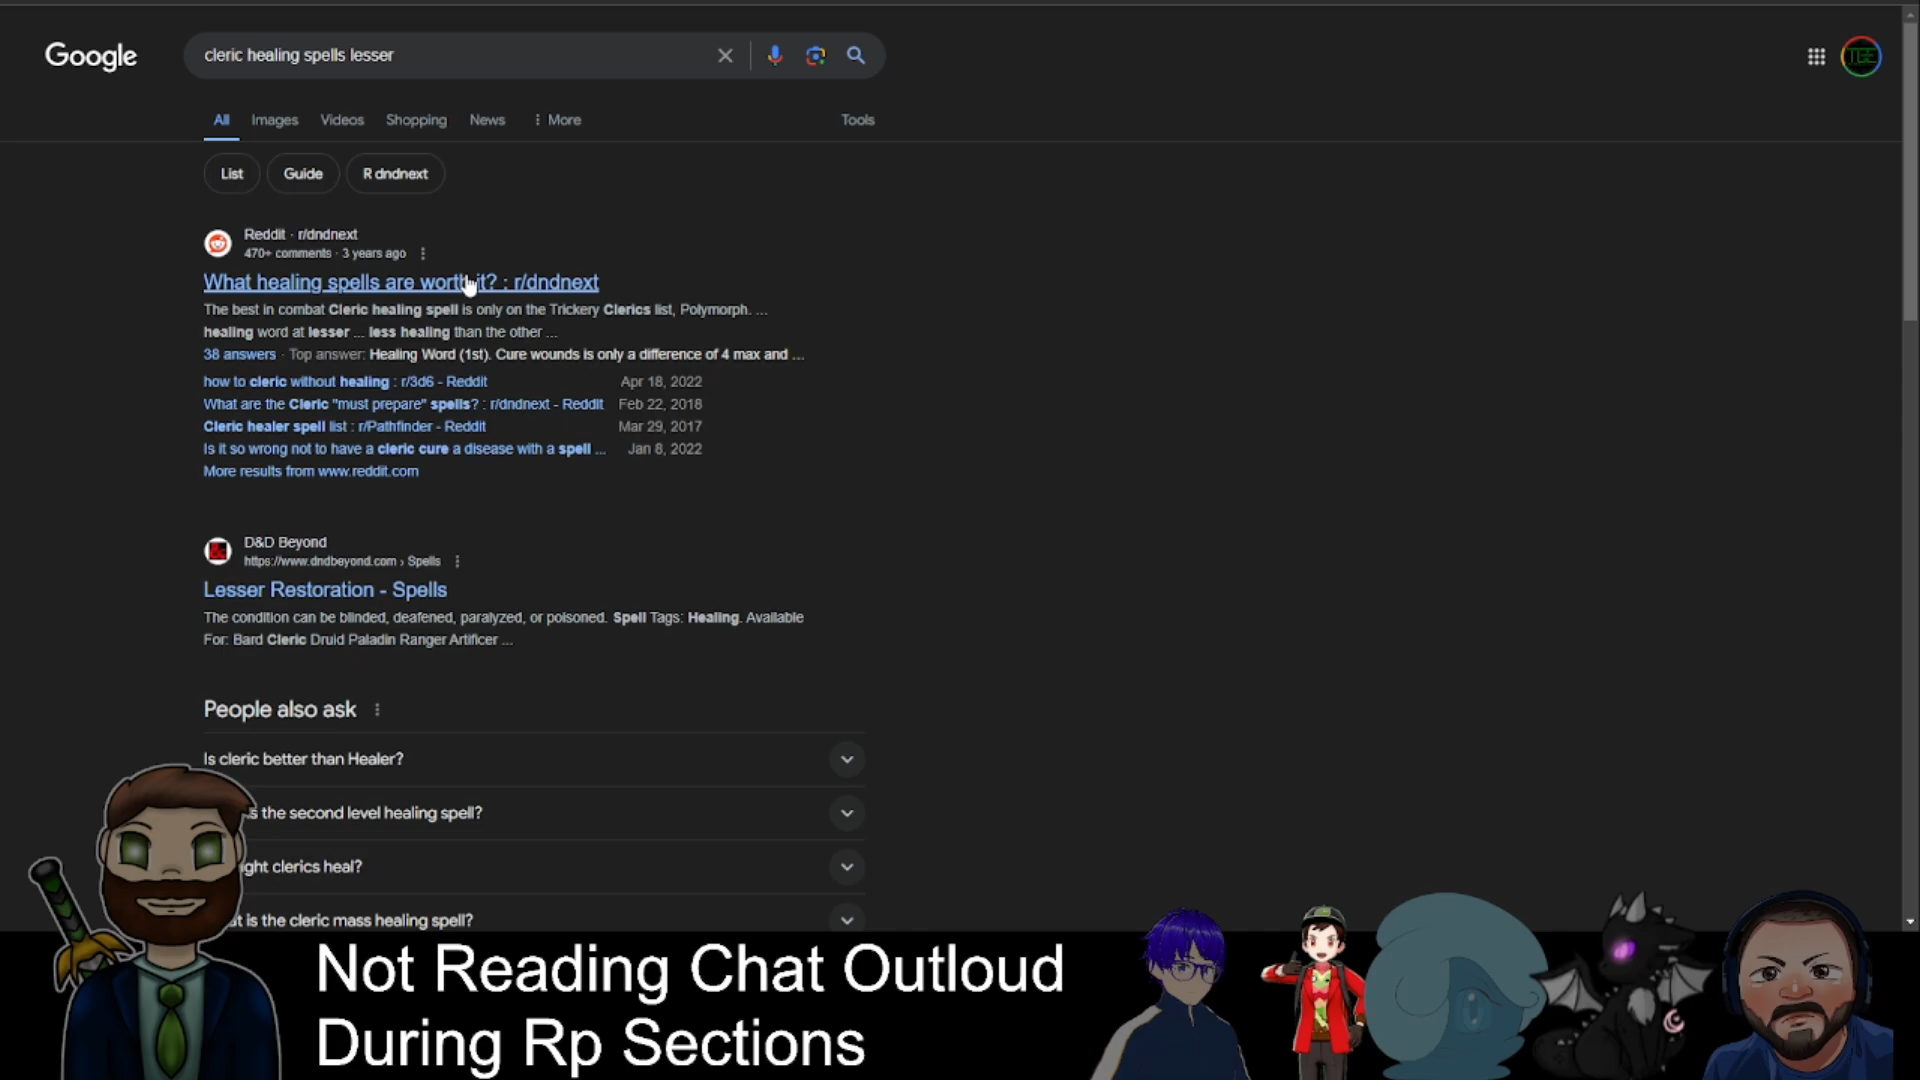 Google
cleric healing spells lesser
TGE
All Images Videos Shopping News More Tools
List Guide R dndnext
Reddit · r/dndnext
470+ comments · 3 years ago
What healing spells are worth it? : r/dndnext
The best in combat Cleric healing spell is only on the Trickery Clerics list, Polymorph. ...
healing word at lesser ... less healing than the other ...
38 answers · Top answer: Healing Word (1st). Cure wounds is only a difference of 4 max and ...
how to cleric without healing : r/3d6 - Reddit Apr 18, 2022
What are the Cleric "must prepare" spells? : r/dndnext - Reddit Feb 22, 2018
Cleric healer spell list : r/Pathfinder - Reddit Mar 29, 2017
Is it so wrong not to have a cleric cure a disease with a spell ... Jan 8, 2022
More results from www.reddit.com
D&D Beyond
https://www.dndbeyond.com › Spells
Lesser Restoration - Spells
The condition can be blinded, deafened, paralyzed, or poisoned. Spell Tags: Healing. Available
For: Bard Cleric Druid Paladin Ranger Artificer ...
People also ask
Is cleric better than Healer?
s the second level healing spell?
ght clerics heal?
t is the cleric mass healing spell?
Not Reading Chat Outloud
During Rp Sections